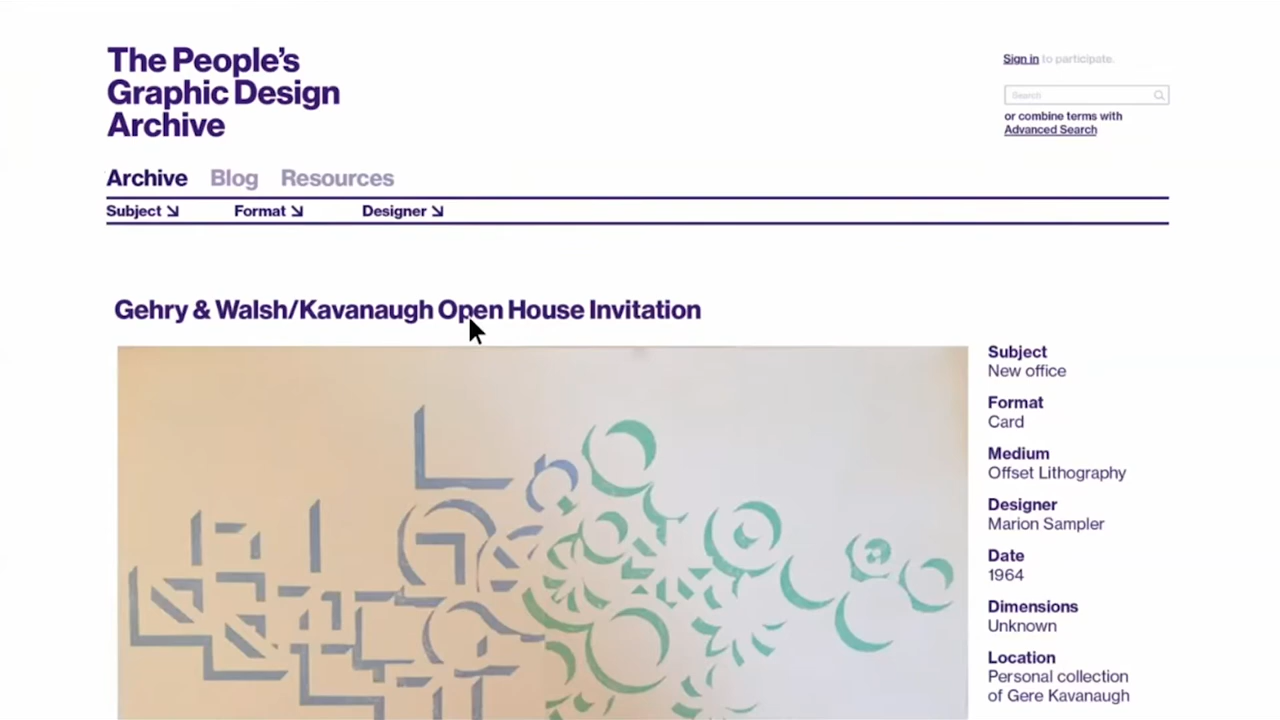 The People's
Graphic Design
Archive
Sign in to participate.
Search
or combine terms with
Advanced Search
Archive Blog Resources
Subject ↘ Format ↘ Designer ↘
Gehry & Walsh/Kavanaugh Open House Invitation
Subject
New office
Format
Card
Medium
Offset Lithography
Designer
Marion Sampler
Date
1964
Dimensions
Unknown
Location
Personal collection
of Gere Kavanaugh